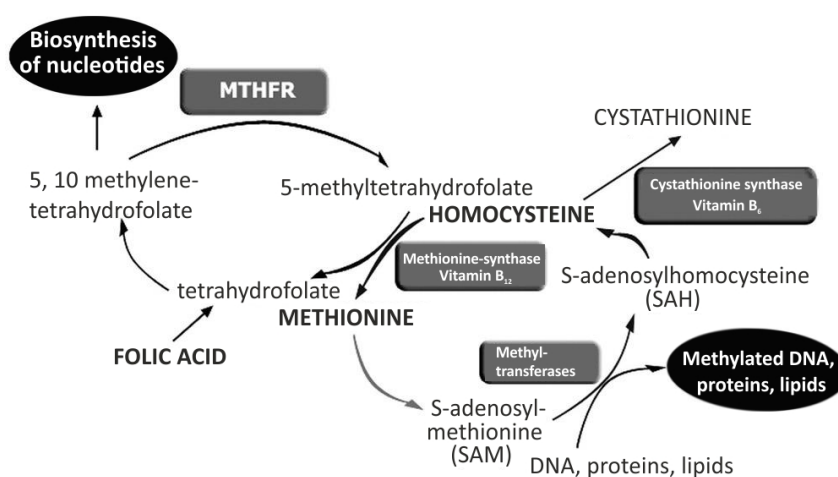 Biosynthesis
of nucleotides
MTHFR
CYSTATHIONINE
5, 10 methylene-
tetrahydrofolate
5-methyltetrahydrofolate
HOMOCYSTEINE
Cystathionine synthase
Vitamin B₆
Methionine-synthase
Vitamin B₁₂
S-adenosylhomocysteine
(SAH)
tetrahydrofolate
METHIONINE
FOLIC ACID
Methyl-
transferases
Methylated DNA,
proteins, lipids
S-adenosyl-
methionine
(SAM)
DNA, proteins, lipids